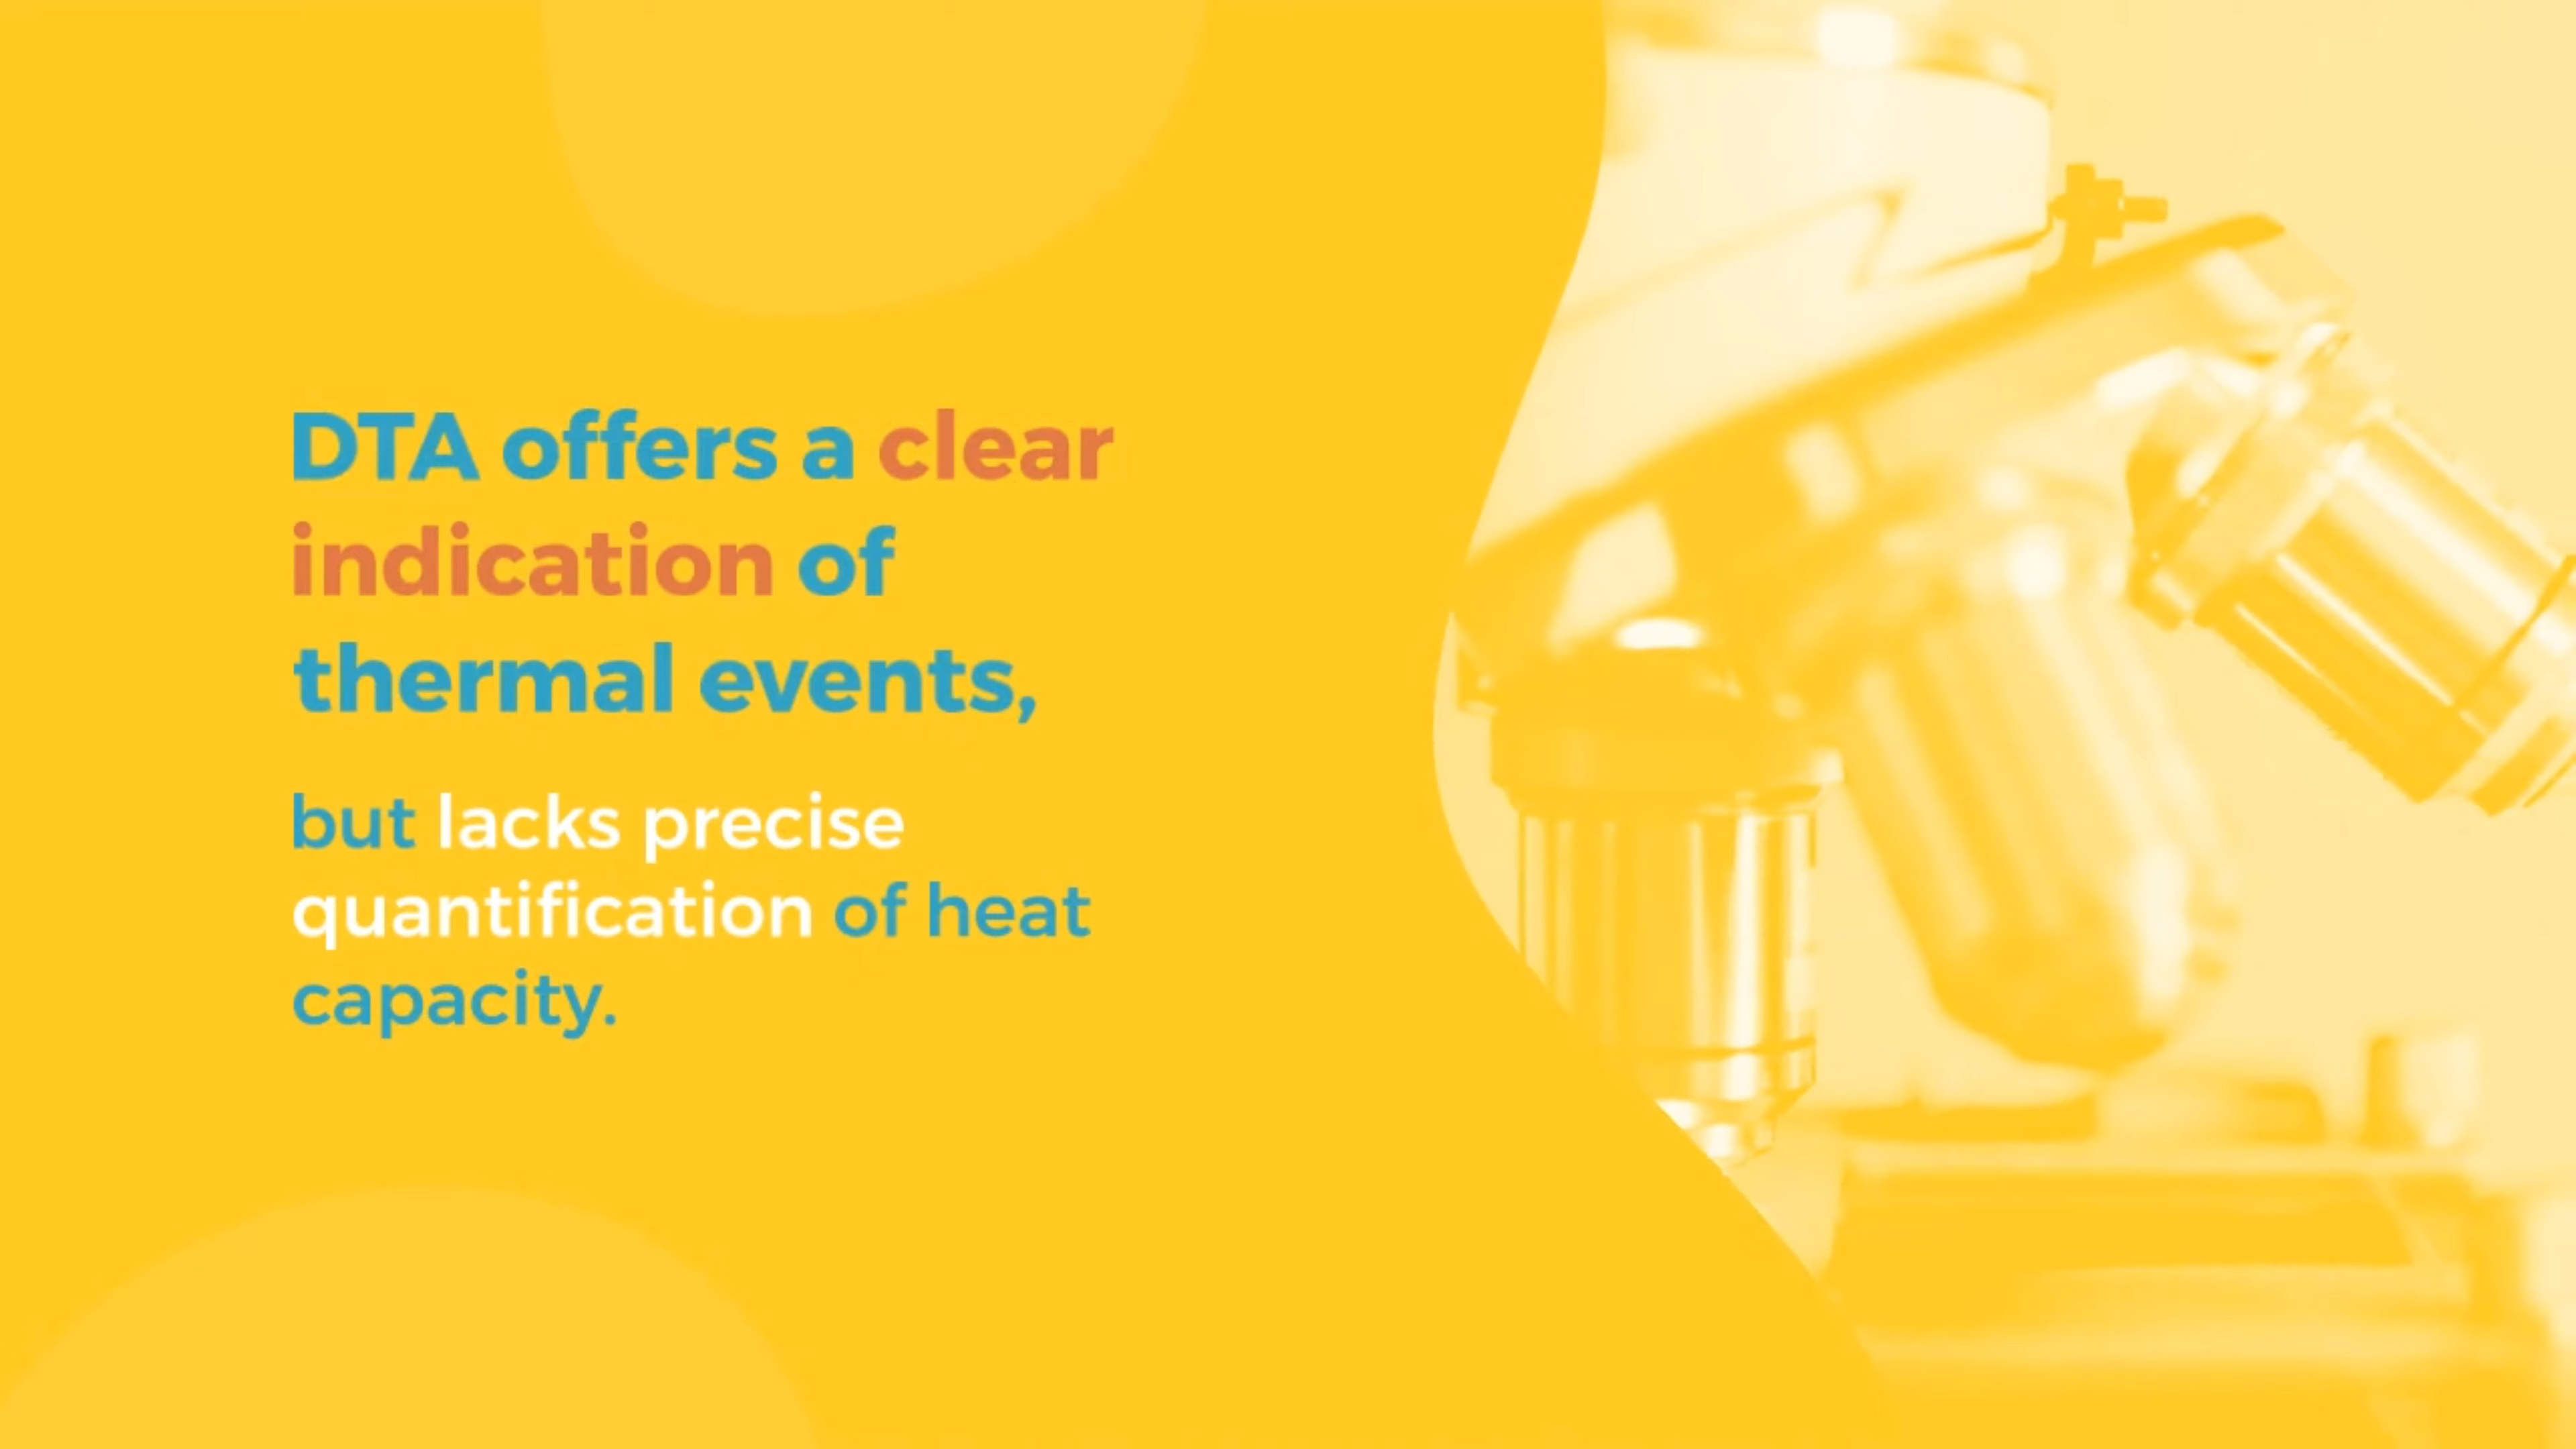 DTA offers a clear
indication of
thermal events,
but lacks precise
quantification of heat
capacity.